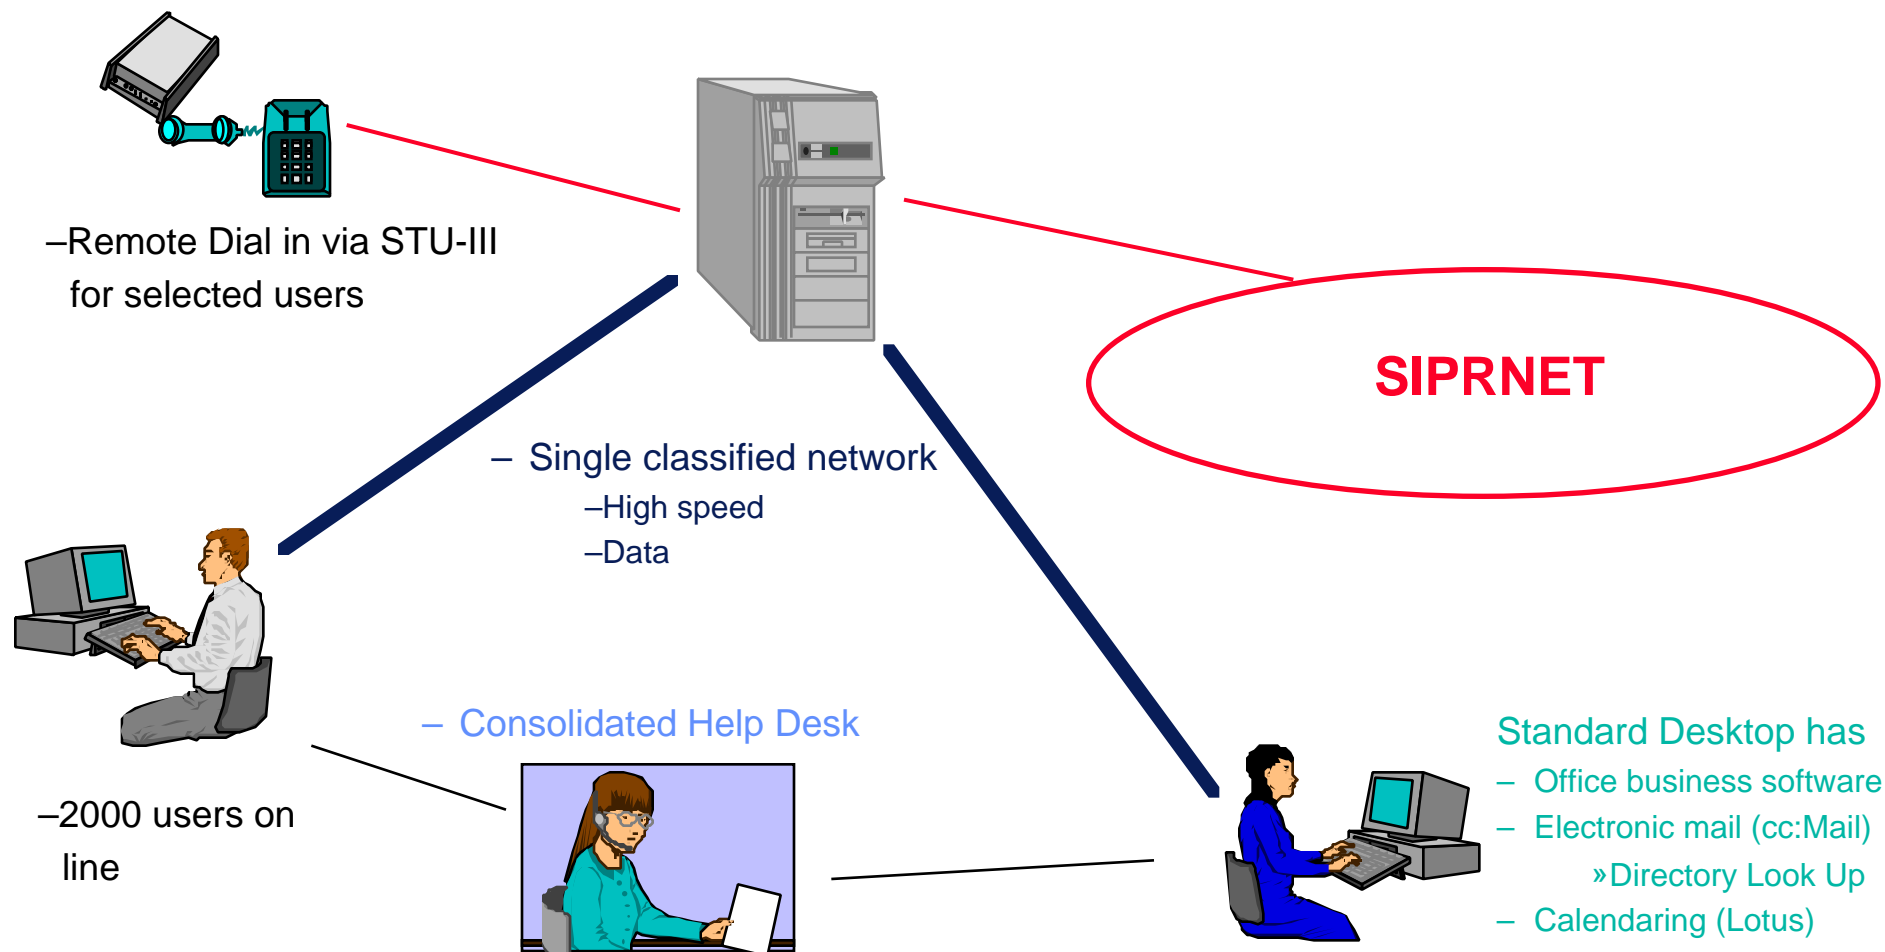 –Remote Dial in via STU-III
for selected users
SIPRNET
– Single classified network
–High speed
–Data
– Consolidated Help Desk
–2000 users on
line
Standard Desktop has
– Office business software
– Electronic mail (cc:Mail)
»Directory Look Up
– Calendaring (Lotus)